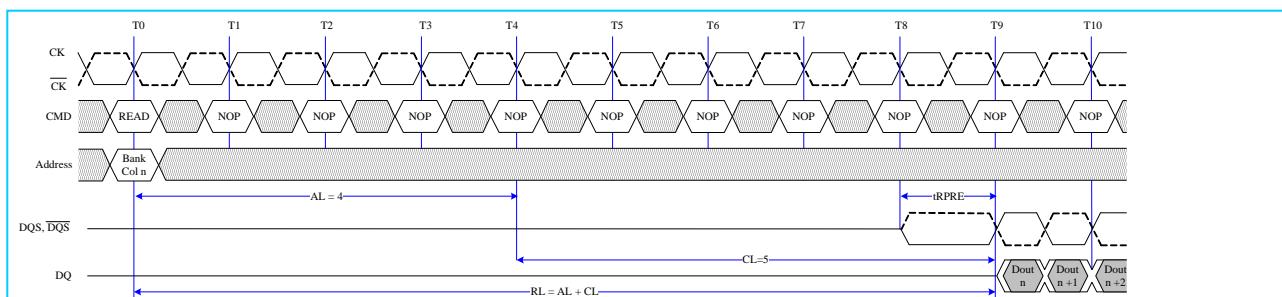 T0 T1 T2 T3 T4 T5 T6 T7 T8 T9 T10
CK
CK
CMD READ NOP NOP NOP NOP NOP NOP NOP NOP NOP NOP
Address Bank
Col n
AL = 4 tRPRE
DQS, DQS
CL=5
DQ Dout Dout Dout
n n +1 n +2
RL = AL + CL